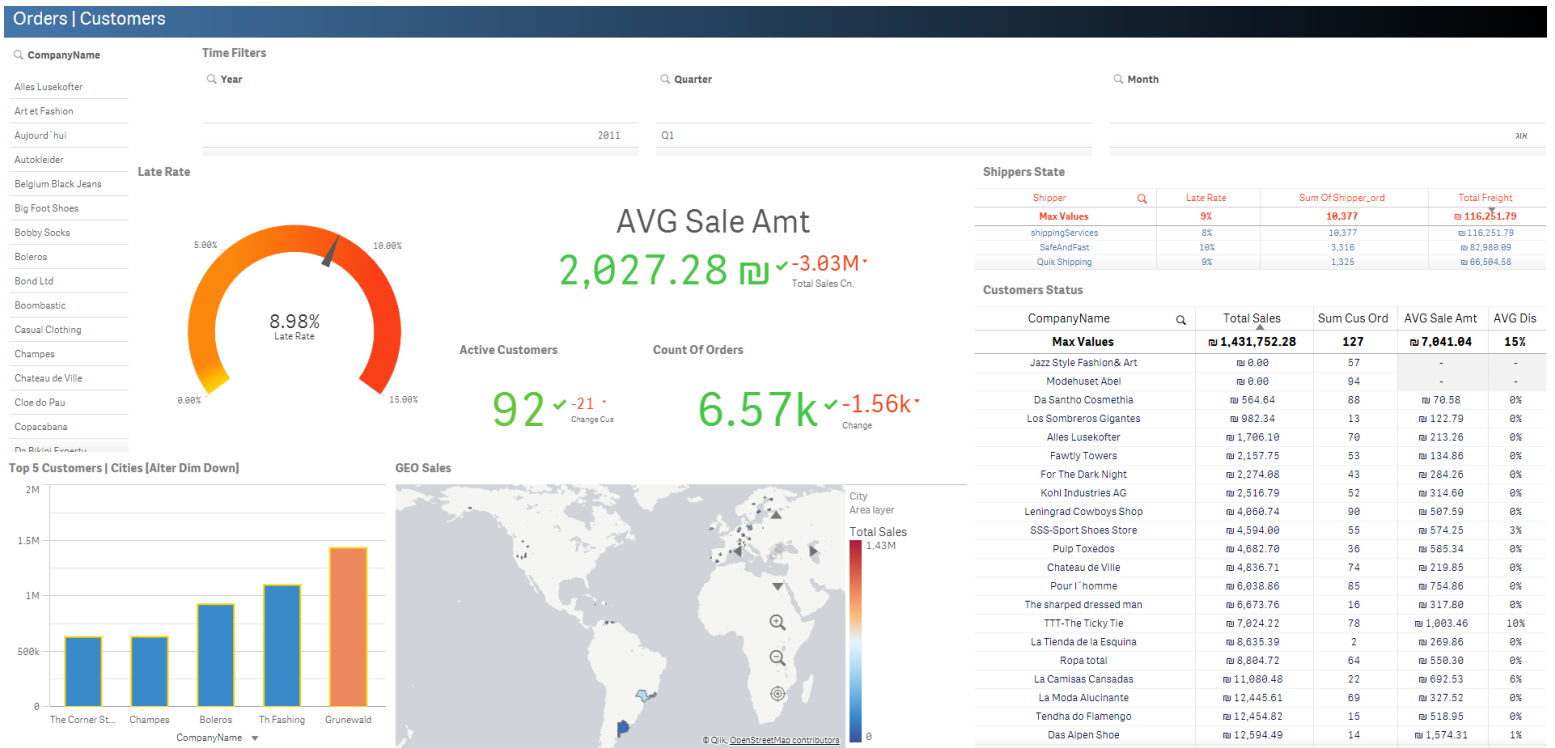 Orders | Customers
CompanyName
Alles Lusekofter
Art et Fashion
Aujourd´hui
Autokleider
Belgium Black Jeans
Big Foot Shoes
Bobby Socks
Boleros
Bond Ltd
Boombastic
Casual Clothing
Champes
Chateau de Ville
Cloe do Pau
Copacabana
Da Bikini Experty
Time Filters
Year
2011
Quarter
Q1
Month
אוג
Late Rate
0.00%
5.00%
10.00%
15.00%
8.98%
Late Rate
AVG Sale Amt
2,027.28 ₪ -3.03M
Total Sales Cn.
Active Customers
92 -21
Change Cus
Count Of Orders
6.57k -1.56k
Change
Shippers State
Shipper Late Rate Sum Of Shipper_ord Total Freight
Max Values 9% 10,377 ₪ 116,251.79
shippingServices 8% 10,377 ₪ 116,251.79
SafeAndFast 10% 3,316 ₪ 82,980.09
Quik Shipping 9% 1,325 ₪ 66,504.58
Customers Status
CompanyName Total Sales Sum Cus Ord AVG Sale Amt AVG Dis
Max Values ₪ 1,431,752.28 127 ₪ 7,041.04 15%
Jazz Style Fashion& Art ₪ 0.00 57 - -
Modehuset Abel ₪ 0.00 94 - -
Da Santho Cosmethia ₪ 564.64 88 ₪ 70.58 0%
Los Sombreros Gigantes ₪ 982.34 13 ₪ 122.79 0%
Alles Lusekofter ₪ 1,706.10 70 ₪ 213.26 0%
Fawtly Towers ₪ 2,157.75 53 ₪ 134.86 0%
For The Dark Night ₪ 2,274.08 43 ₪ 284.26 0%
Kohl Industries AG ₪ 2,516.79 52 ₪ 314.60 0%
Leningrad Cowboys Shop ₪ 4,060.74 90 ₪ 507.59 0%
SSS-Sport Shoes Store ₪ 4,594.00 55 ₪ 574.25 3%
Pulp Toxedos ₪ 4,682.70 36 ₪ 585.34 0%
Chateau de Ville ₪ 4,836.71 74 ₪ 219.85 0%
Pour l´homme ₪ 6,038.86 85 ₪ 754.86 0%
The sharped dressed man ₪ 6,673.76 16 ₪ 317.80 0%
TTT-The Ticky Tie ₪ 7,024.22 78 ₪ 1,003.46 10%
La Tienda de la Esquina ₪ 8,635.39 2 ₪ 269.86 0%
Ropa total ₪ 8,804.72 64 ₪ 550.30 0%
La Camisas Cansadas ₪ 11,080.48 22 ₪ 692.53 6%
La Moda Alucinante ₪ 12,445.61 69 ₪ 327.52 0%
Tendha do Flamengo ₪ 12,454.82 15 ₪ 518.95 0%
Das Alpen Shoe ₪ 12,594.49 14 ₪ 1,574.31 1%
Top 5 Customers | Cities [Alter Dim Down]
2M
1.5M
1M
500k
0
The Corner St... Champes Boleros Th Fashing Grunewald
CompanyName
GEO Sales
City
Area layer
Total Sales
1.43M
0
© Qlik, OpenStreetMap contributors